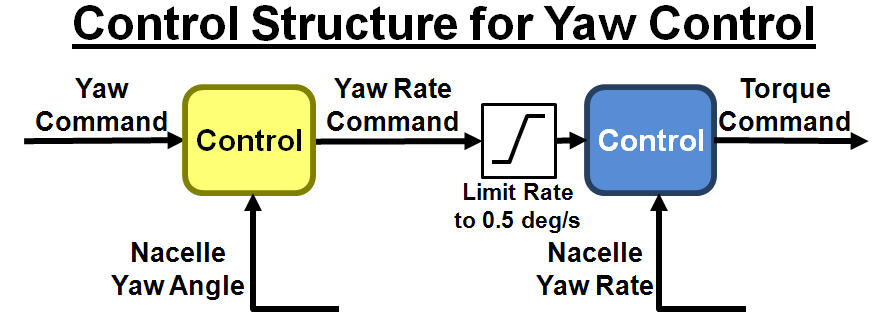 Control Structure for Yaw Control
Yaw
Command
Control
Yaw Rate
Command
Limit Rate
to 0.5 deg/s
Control
Torque
Command
Nacelle
Yaw Angle
Nacelle
Yaw Rate